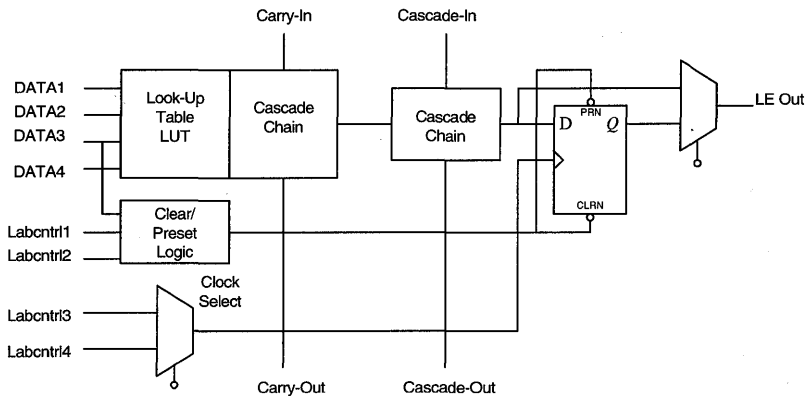 Carry-In
Cascade-In
DATA1
DATA2
DATA3
DATA4
Look-Up
Table
LUT
Cascade
Chain
Cascade
Chain
PRN
D
Q
CLRN
LE Out
Labcntrl1
Labcntrl2
Clear/
Preset
Logic
Clock
Select
Labcntrl3
Labcntrl4
Carry-Out
Cascade-Out